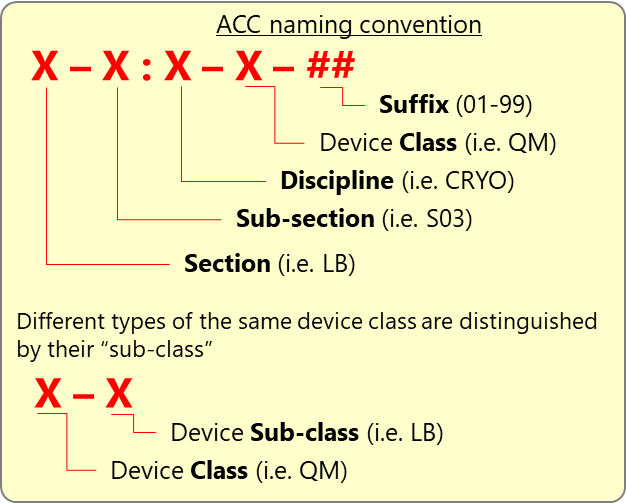 ACC naming convention
X – X : X – X – ##
Suffix (01-99)
Device Class (i.e. QM)
Discipline (i.e. CRYO)
Sub-section (i.e. S03)
Section (i.e. LB)
Different types of the same device class are distinguished
by their “sub-class”
X – X
Device Sub-class (i.e. LB)
Device Class (i.e. QM)